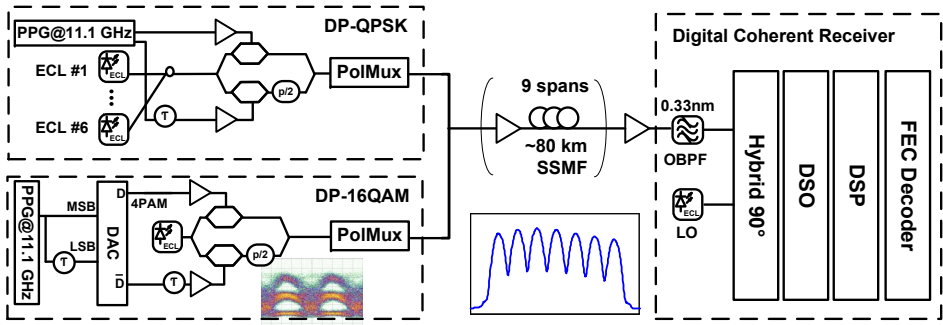 DP-QPSK
PPG@11.1 GHz
ECL #1
ECL
⋮
ECL #6
ECL
τ
p/2
PolMux
DP-16QAM
PPG@11.1 GHz
MSB
LSB
τ
DAC
D
4PAM
D̅
ECL
τ
p/2
PolMux
9 spans
~80 km
SSMF
Digital Coherent Receiver
0.33nm
OBPF
ECL
LO
Hybrid 90°
DSO
DSP
FEC Decoder